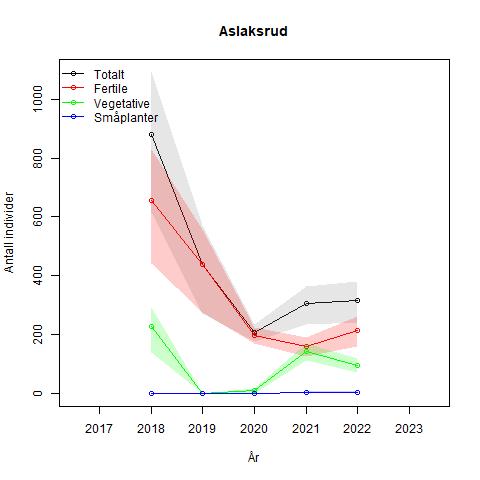 Aslaksrud
Totalt
Fertile
Vegetative
Småplanter
Antall individer
0 200 400 600 800 1000
2017 2018 2019 2020 2021 2022 2023
År